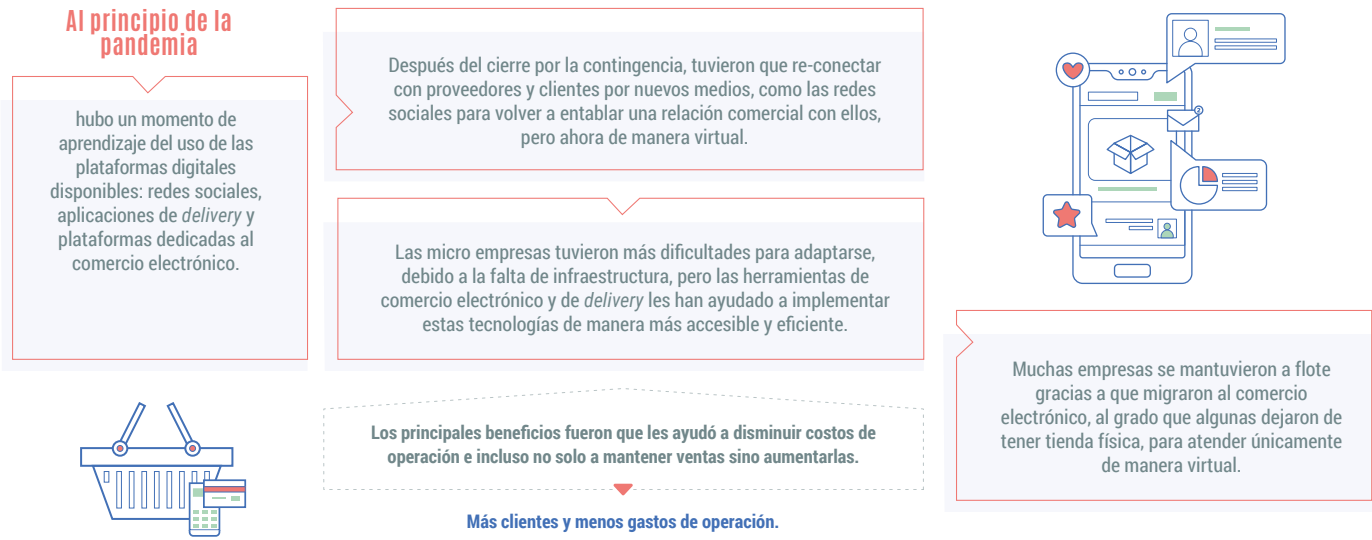 Al principio de la
pandemia
hubo un momento de
aprendizaje del uso de las
plataformas digitales
disponibles: redes sociales,
aplicaciones de delivery y
plataformas dedicadas al
comercio electrónico.
Después del cierre por la contingencia, tuvieron que re-conectar
con proveedores y clientes por nuevos medios, como las redes
sociales para volver a entablar una relación comercial con ellos,
pero ahora de manera virtual.
Las micro empresas tuvieron más dificultades para adaptarse,
debido a la falta de infraestructura, pero las herramientas de
comercio electrónico y de delivery les han ayudado a implementar
estas tecnologías de manera más accesible y eficiente.
Los principales beneficios fueron que les ayudó a disminuir costos de
operación e incluso no solo a mantener ventas sino aumentarlas.
Más clientes y menos gastos de operación.
2
Muchas empresas se mantuvieron a flote
gracias a que migraron al comercio
electrónico, al grado que algunas dejaron de
tener tienda física, para atender únicamente
de manera virtual.